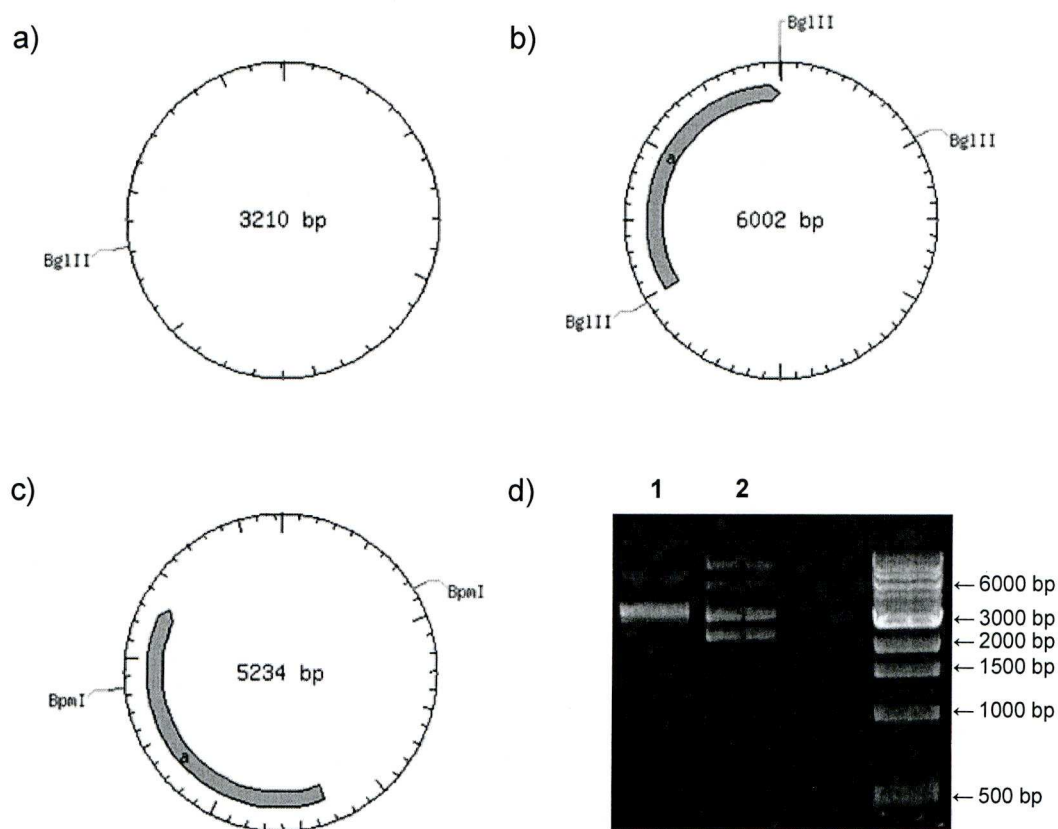 a)
3210 bp
BglII
b)
BglII
BglII
a
6002 bp
BglII
c)
BpmI
5234 bp
BpmI
a
d)
1 2
← 6000 bp
← 3000 bp
← 2000 bp
← 1500 bp
← 1000 bp
← 500 bp